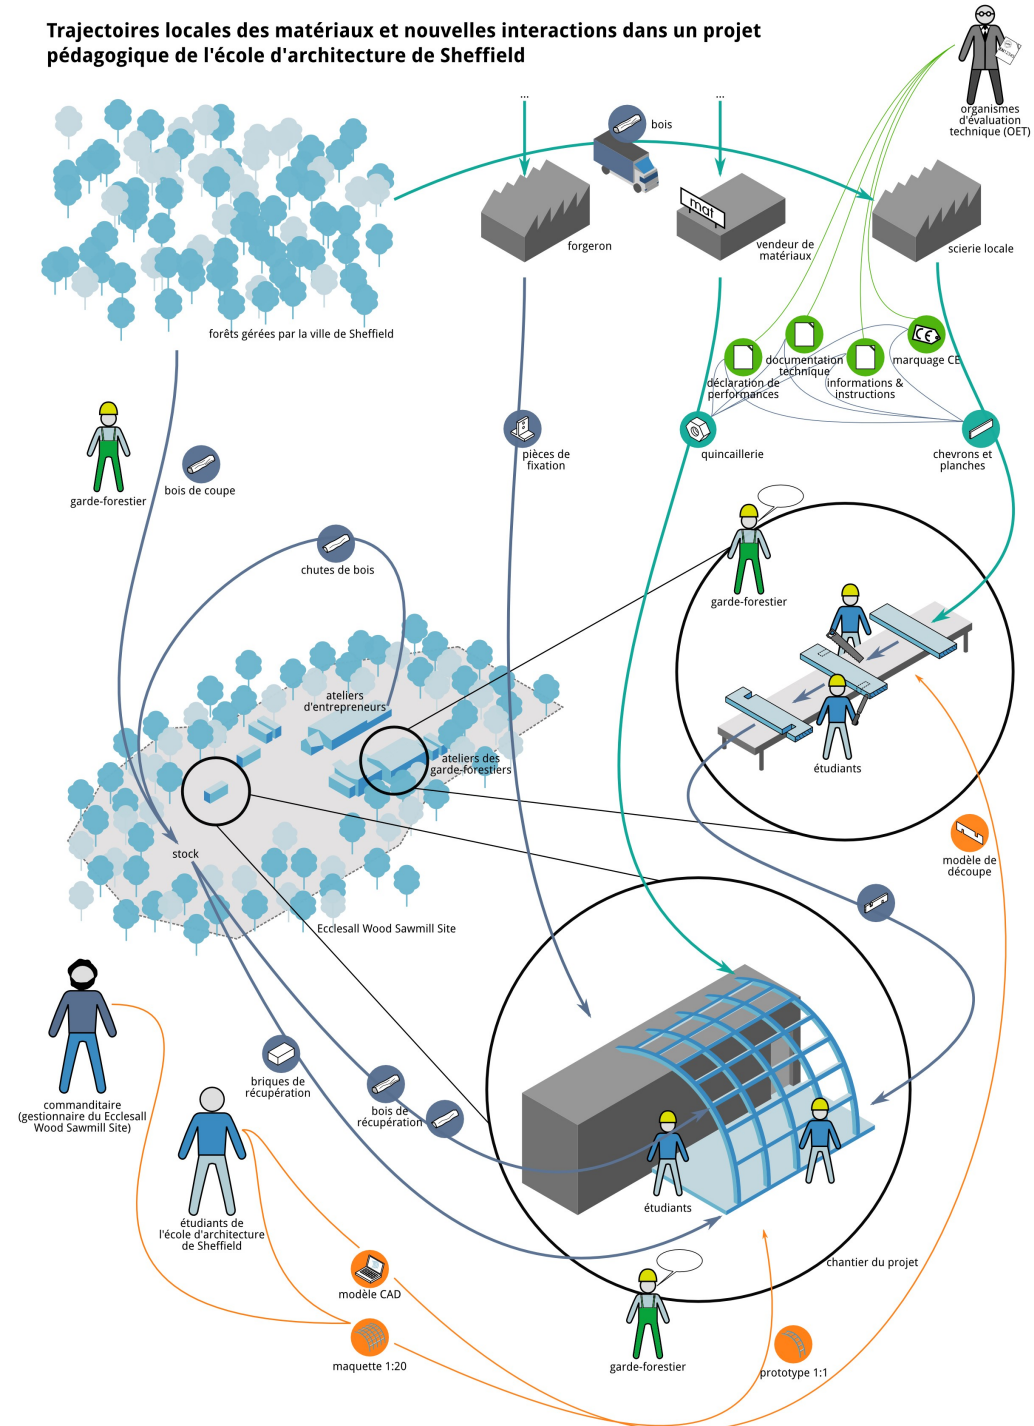 Trajectoires locales des matériaux et nouvelles interactions dans un projet
pédagogique de l'école d'architecture de Sheffield
organismes
d'évaluation
technique (OET)
...
...
bois
mat
forgeron
vendeur de
matériaux
scierie locale
forêts gérées par la ville de Sheffield
déclaration de
performances
documentation
technique
informations &
instructions
CE
marquage CE
garde-forestier
bois de coupe
pièces de
fixation
quincaillerie
chevrons et
planches
chutes de bois
garde-forestier
ateliers
d'entrepreneurs
ateliers des
garde-forestiers
étudiants
stock
modèle de
découpe
Ecclesall Wood Sawmill Site
briques de
récupération
bois de
récupération
commanditaire
(gestionnaire du Ecclesall
Wood Sawmill Site)
étudiants
étudiants de
l'école d'architecture
de Sheffield
chantier du projet
modèle CAD
maquette 1:20
garde-forestier
prototype 1:1